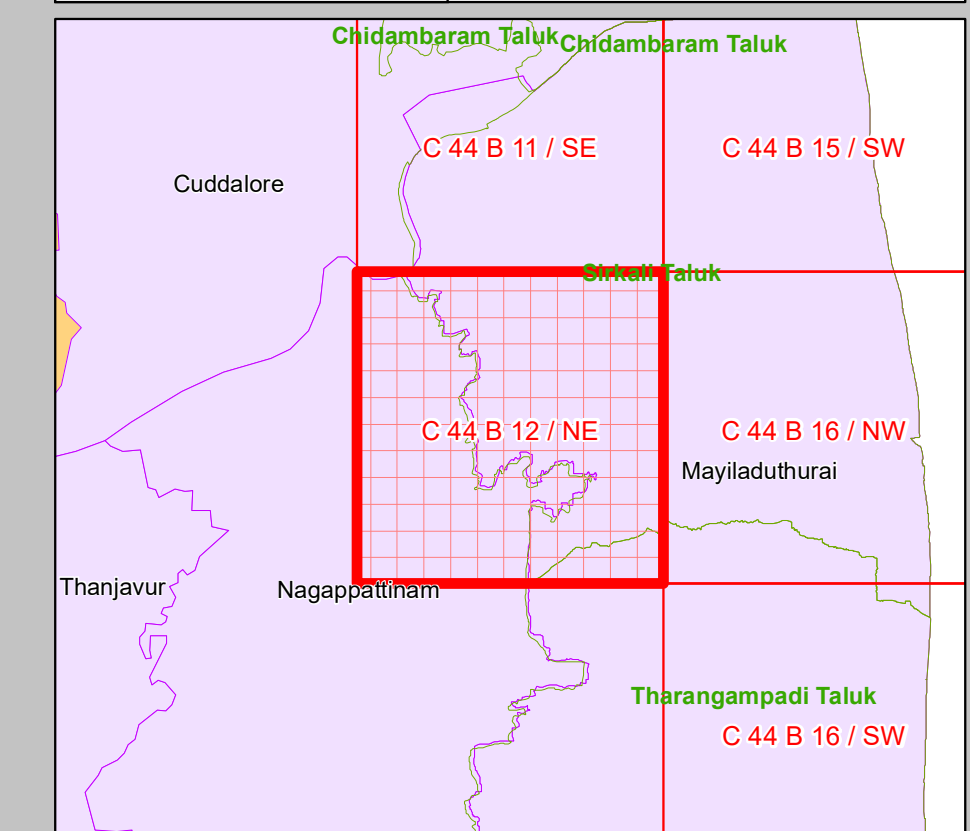 Chidambaram Taluk
Chidambaram Taluk
C 44 B 11 / SE
C 44 B 15 / SW
Cuddalore
Sirkali Taluk
C 44 B 12 / NE
C 44 B 16 / NW
Mayiladuthurai
Thanjavur
Nagappattinam
Tharangampadi Taluk
C 44 B 16 / SW